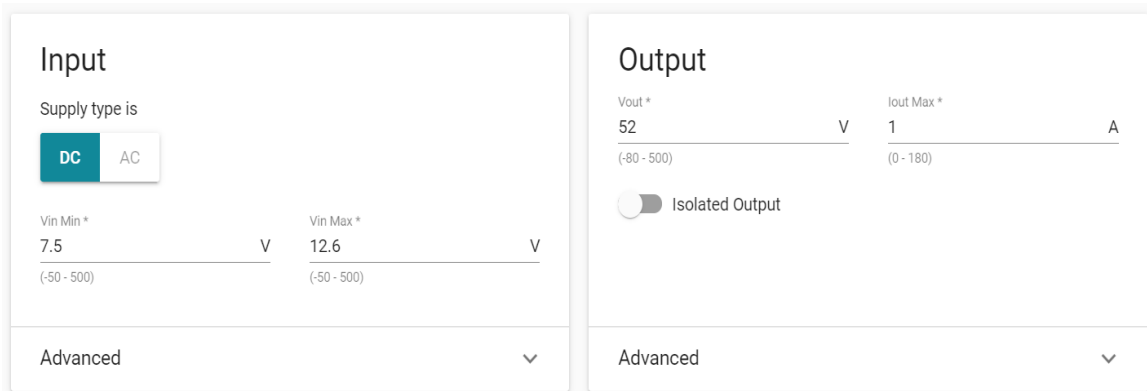 Input
Supply type is
DC AC
Vin Min * Vin Max *
7.5 V 12.6 V
(-50 - 500) (-50 - 500)
Advanced
Output
Vout * Iout Max *
52 V 1 A
(-80 - 500) (0 - 180)
Isolated Output
Advanced